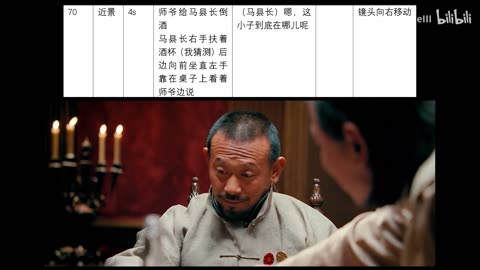 70 近景 4s 师爷给马县长倒 （马县长）嗯，这 镜头向右移动
酒 小子到底在哪儿呢
马县长右手扶着
酒杯（我猜测）后
边向前坐直左手
靠在桌子上看着
师爷边说
elll bilibili